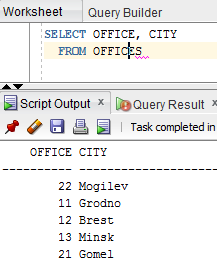 Worksheet Query Builder
SELECT OFFICE, CITY
FROM OFFICES
Script Output × Query Result ×
Task completed in
OFFICE CITY
---------- --------------------
22 Mogilev
11 Grodno
12 Brest
13 Minsk
21 Gomel